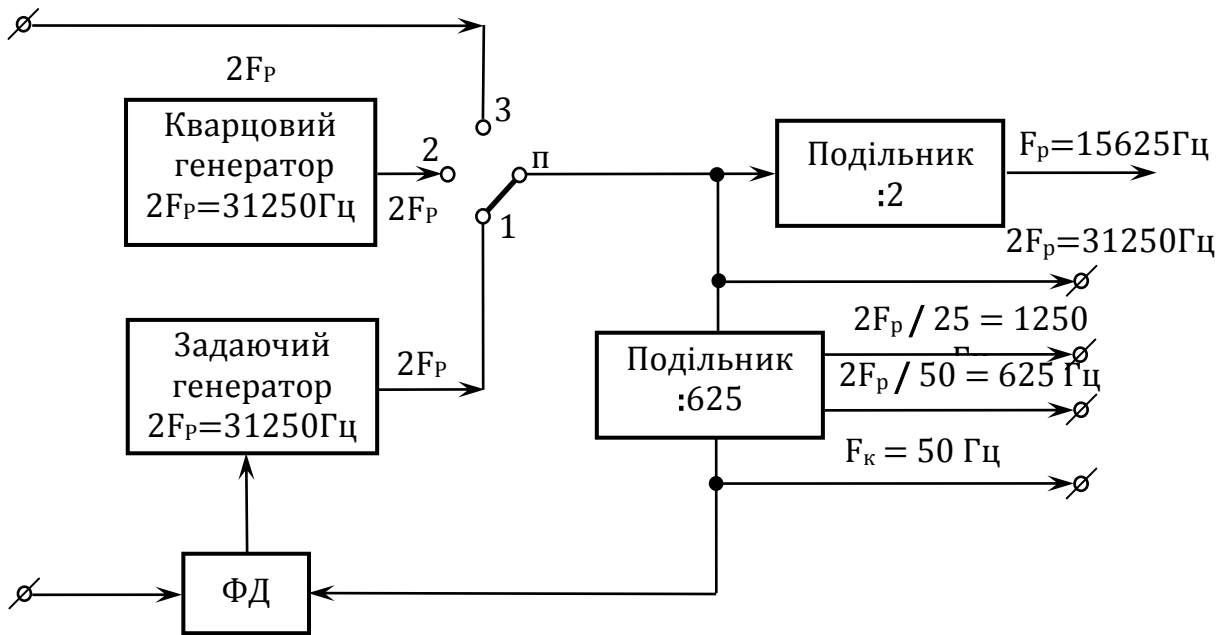 2FР
Кварцовий
генератор
2FР=31250Гц
2
2FР
3
п
1
Подільник
:2
Fр=15625Гц
2Fр=31250Гц
2Fр / 25 = 1250
2Fр / 50 = 625 Гц
Подільник
:625
Fк = 50 Гц
Задаючий
генератор
2FР=31250Гц
2FР
ФД